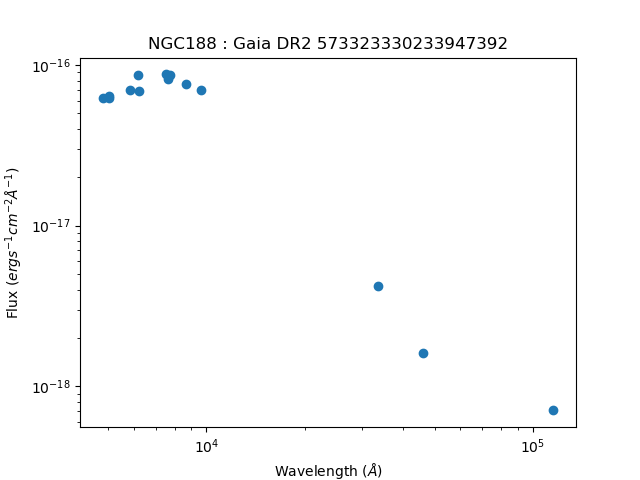 NGC188 : Gaia DR2 573323330233947392
10⁻¹⁶
10⁻¹⁷
10⁻¹⁸
Flux (ergs⁻¹cm⁻²Å⁻¹)
10⁴
10⁵
Wavelength (Å)